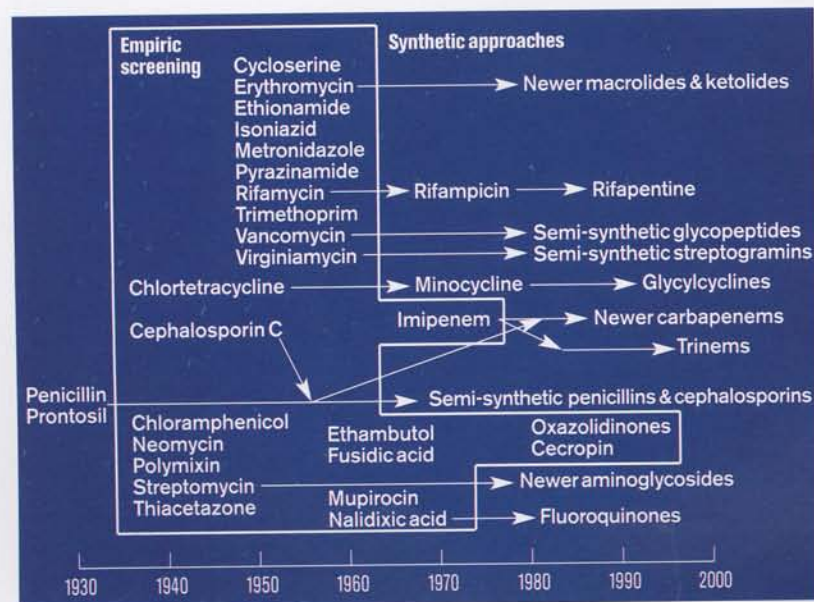 Empiric screening
Synthetic approaches
Cycloserine
Erythromycin
Newer macrolides & ketolides
Ethionamide
Isoniazid
Metronidazole
Pyrazinamide
Rifamycin
Rifampicin
Rifapentine
Trimethoprim
Vancomycin
Semi-synthetic glycopeptides
Virginiamycin
Semi-synthetic streptogramins
Chlortetracycline
Minocycline
Glycylcyclines
Imipenem
Newer carbapenems
Cephalosporin C
Trinems
Penicillin
Prontosil
Semi-synthetic penicillins & cephalosporins
Chloramphenicol
Neomycin
Polymixin
Streptomycin
Thiacetazone
Ethambutol
Fusidic acid
Oxazolidinones
Cecropin
Newer aminoglycosides
Mupirocin
Nalidixic acid
Fluoroquinones
1930 1940 1950 1960 1970 1980 1990 2000